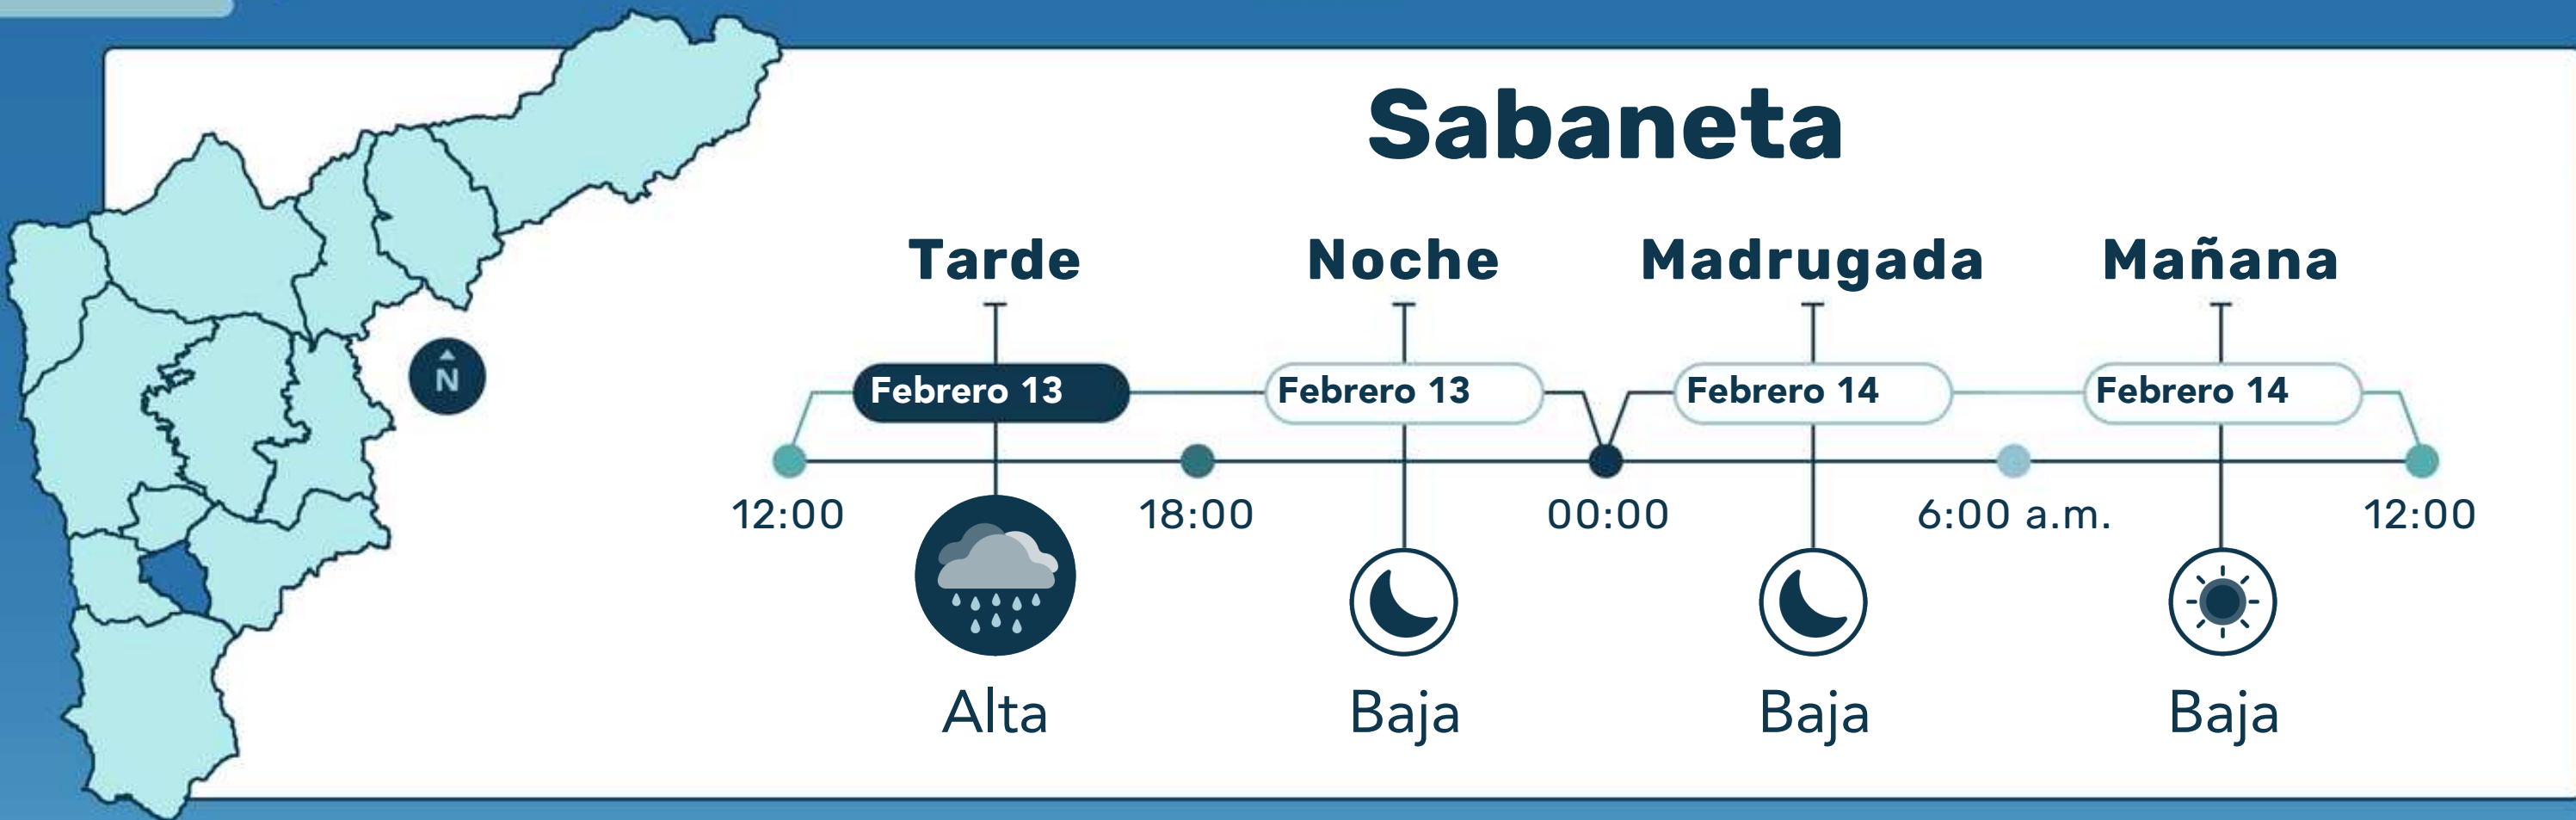 Sabaneta
Tarde Noche Madrugada Mañana
N
Febrero 13 Febrero 13 Febrero 14 Febrero 14
12:00 18:00 00:00 6:00 a.m. 12:00
Alta Baja Baja Baja